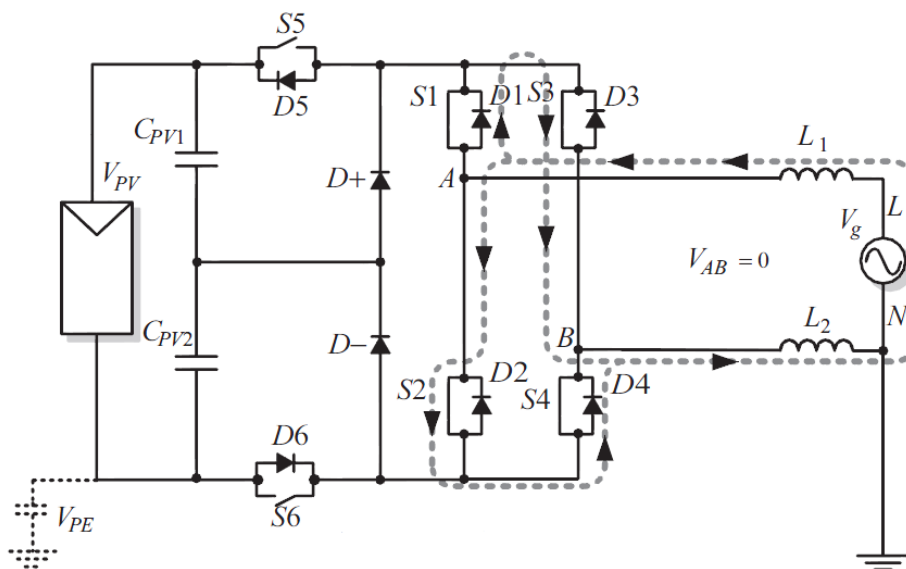 S5
D5
C_PV1
V_PV
D+
S1
D1
S3
D3
A
L_1
L
V_g
V_AB = 0
N
C_PV2
D−
B
L_2
S2
D2
S4
D4
D6
S6
V_PE